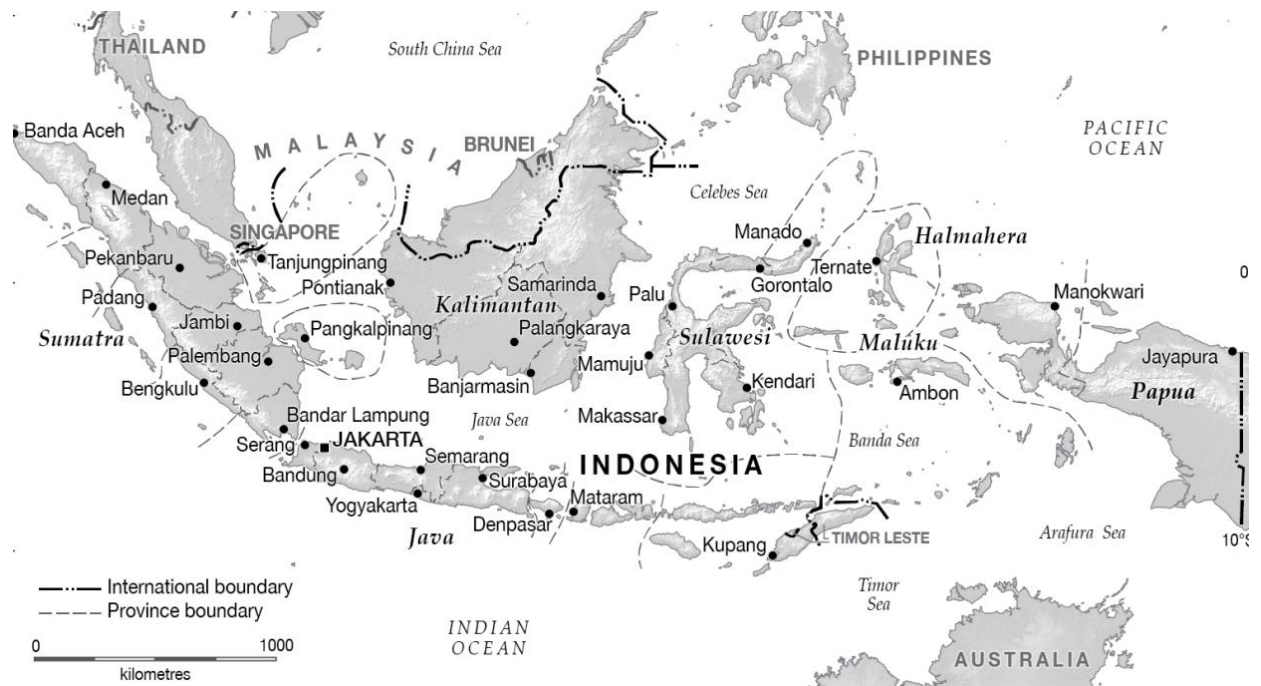 THAILAND
South China Sea
PHILIPPINES
PACIFIC
OCEAN
Banda Aceh
MALAYSIA
BRUNEI
Celebes Sea
Medan
SINGAPORE
Manado
Halmahera
Pekanbaru
Tanjungpinang
Ternate
0
Pontianak
Samarinda
Gorontalo
Manokwari
Padang
Kalimantan
Palu
Jambi
Pangkalpinang
Palangkaraya
Sulawesi
Maluku
Sumatra
Palembang
Mamuju
Jayapura
Bengkulu
Banjarmasin
Kendari
Ambon
Papua
Bandar Lampung
Java Sea
Makassar
Serang
JAKARTA
Banda Sea
Semarang
INDONESIA
Bandung
Surabaya
Yogyakarta
Mataram
Denpasar
Java
Kupang
TIMOR LESTE
Arafura Sea
10°S
International boundary
Province boundary
Timor
Sea
INDIAN
OCEAN
0 1000
kilometres
AUSTRALIA